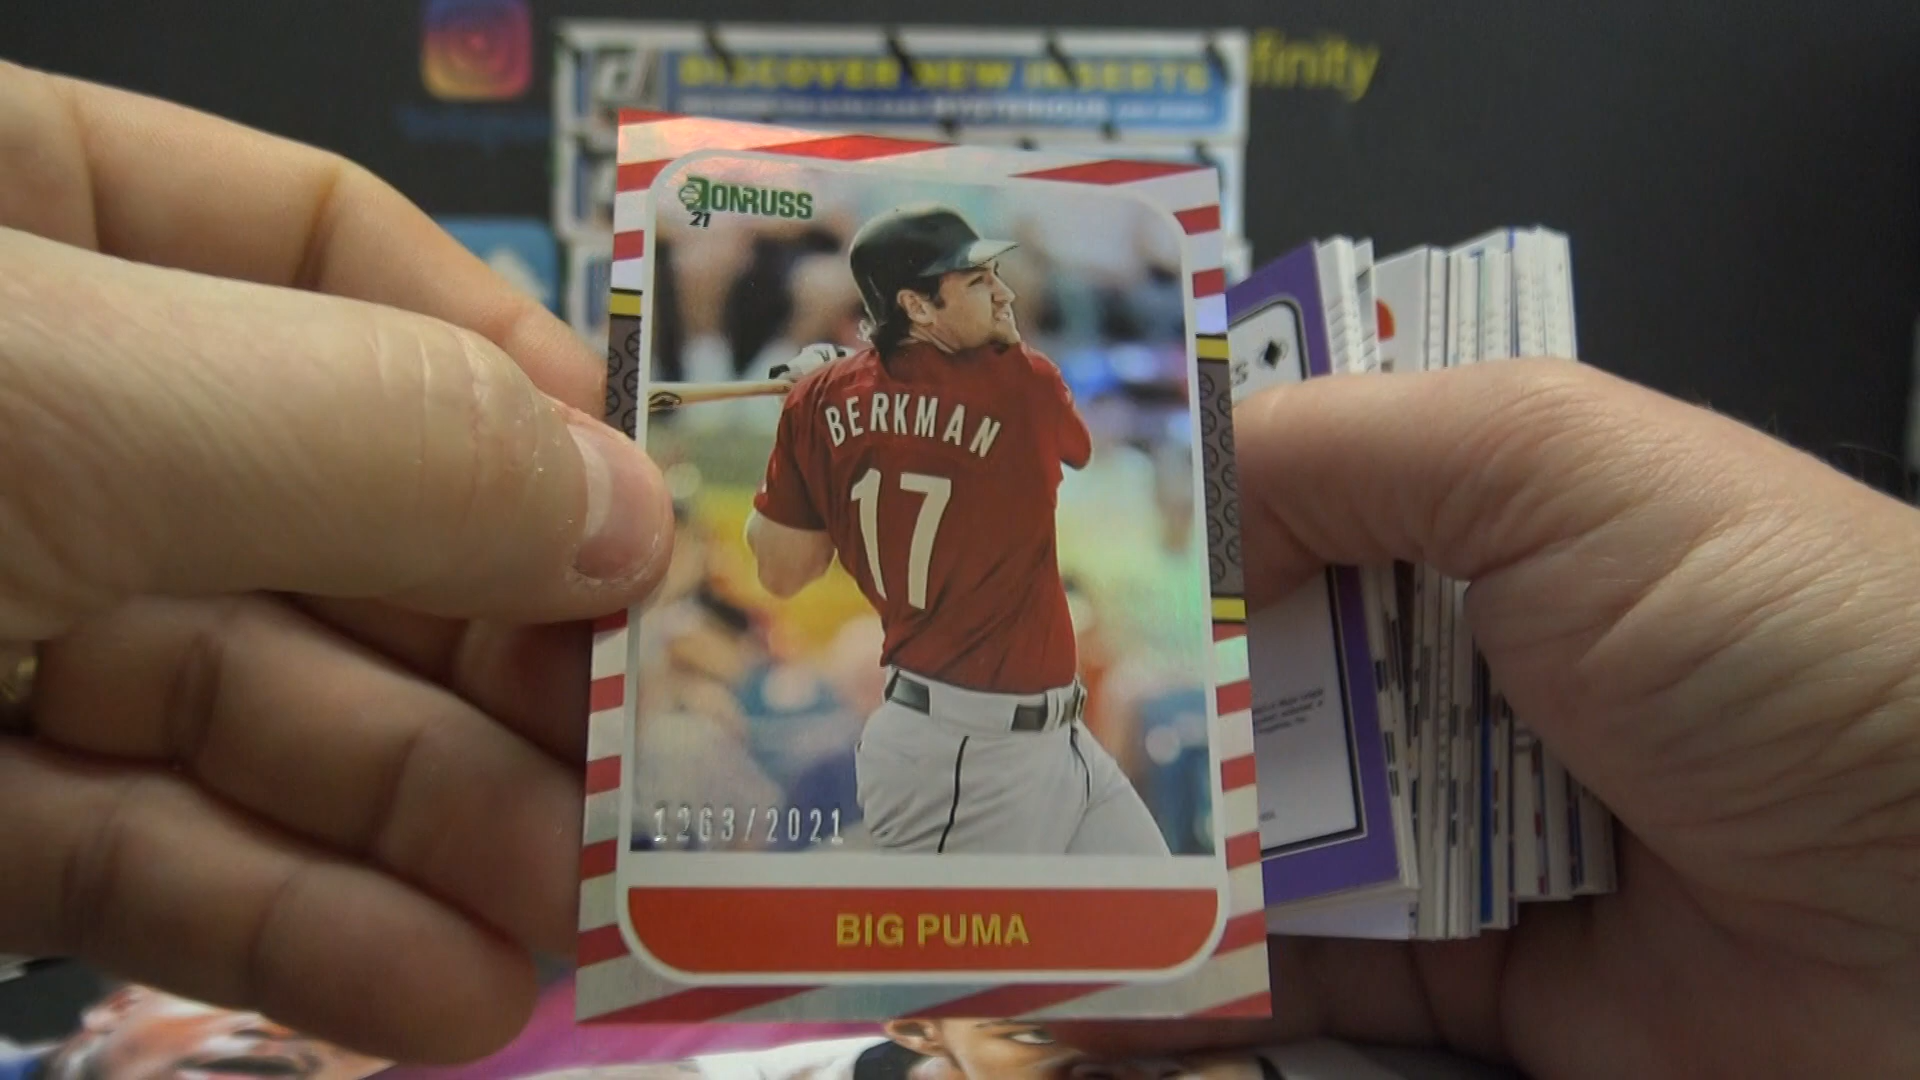 finity
DISCOVER NEW INSERTS
DONRUSS
21
BERKMAN
17
1263/2021
BIG PUMA